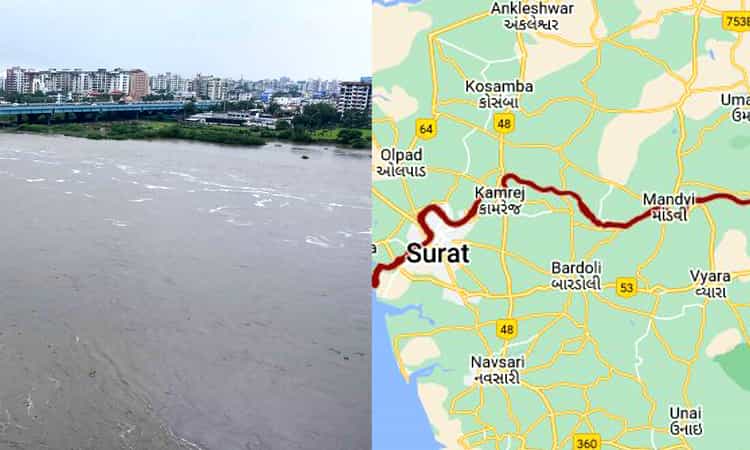 Ankleshwar
અંકલેશ્વર
753B
Kosamba
કોસંબા
Uma
ઉમ
64
48
Olpad
ઓલપાડ
Kamrej
કામરેજ
Mandvi
માંડવી
a
Surat
Bardoli
બારડોલી
53
Vyara
વ્યારા
48
Navsari
નવસારી
Unai
ઉનાઇ
360